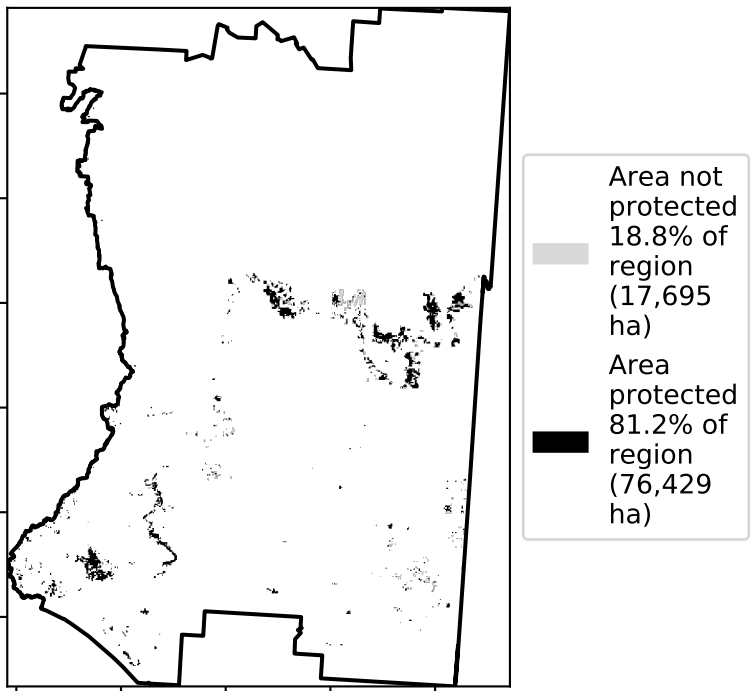 Area not
protected
18.8% of
region
(17,695
ha)
Area
protected
81.2% of
region
(76,429
ha)